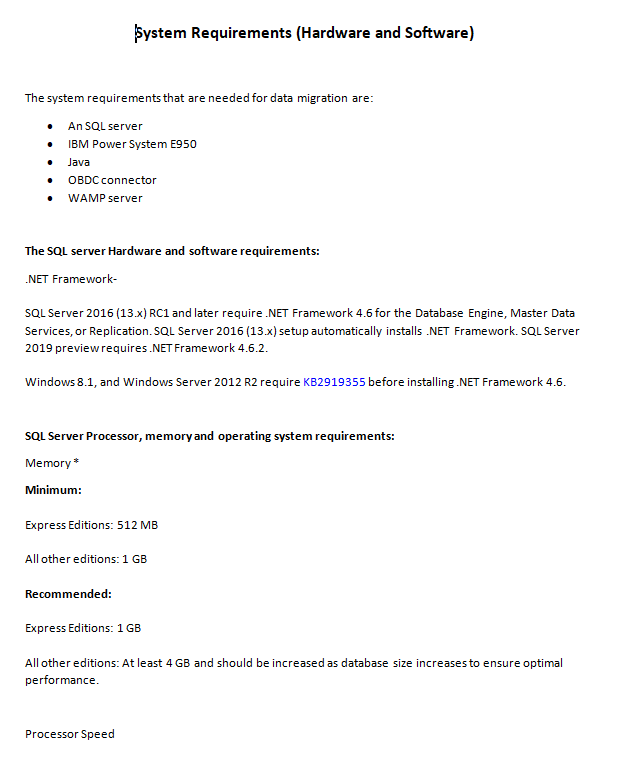 System Requirements (Hardware and Software)
The system requirements that are needed for data migration are:
• An SQL server
• IBM Power System E950
• Java
• OBDC connector
• WAMP server
The SQL server Hardware and software requirements:
.NET Framework-
SQL Server 2016 (13.x) RC1 and later require .NET Framework 4.6 for the Database Engine, Master Data
Services, or Replication. SQL Server 2016 (13.x) setup automatically installs .NET Framework. SQL Server
2019 preview requires .NET Framework 4.6.2.
Windows 8.1, and Windows Server 2012 R2 require KB2919355 before installing .NET Framework 4.6.
SQL Server Processor, memory and operating system requirements:
Memory *
Minimum:
Express Editions: 512 MB
All other editions: 1 GB
Recommended:
Express Editions: 1 GB
All other editions: At least 4 GB and should be increased as database size increases to ensure optimal
performance.
Processor Speed